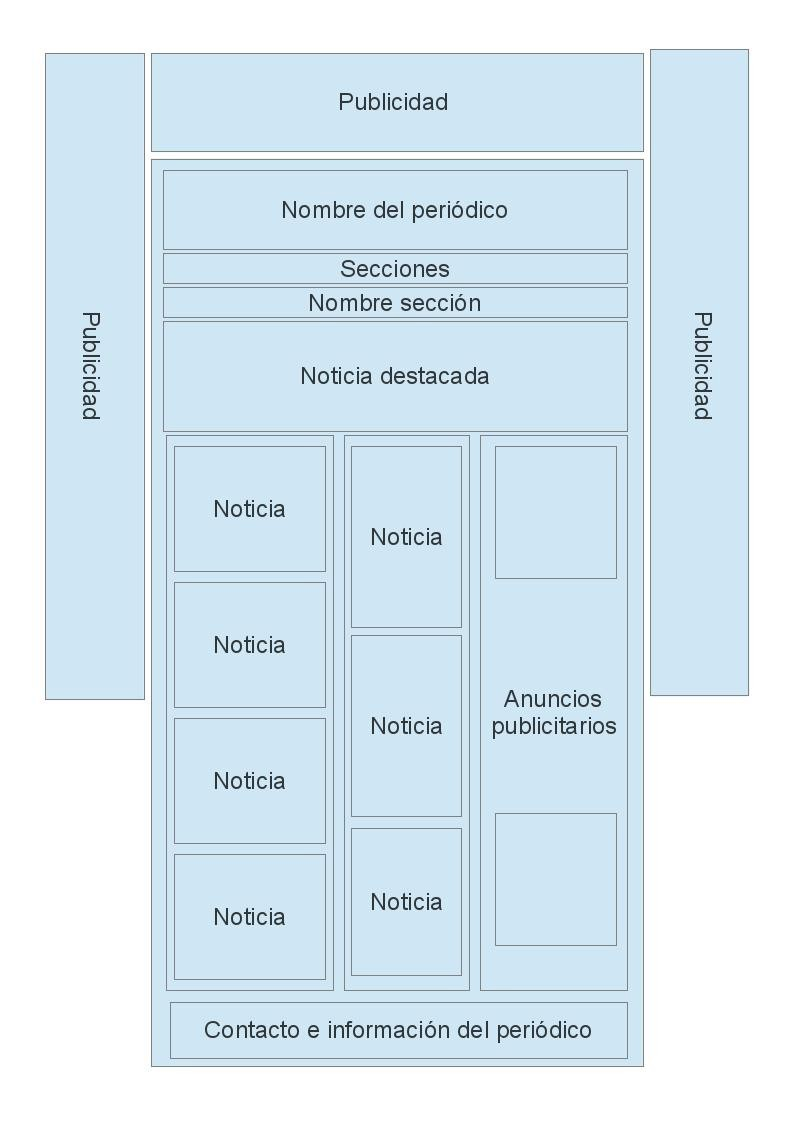 Publicidad
Nombre del periódico
Secciones
Nombre sección
Publicidad
Publicidad
Noticia destacada
Noticia
Noticia
Noticia
Noticia
Noticia
Noticia
Noticia
Anuncios
publicitarios
Contacto e información del periódico